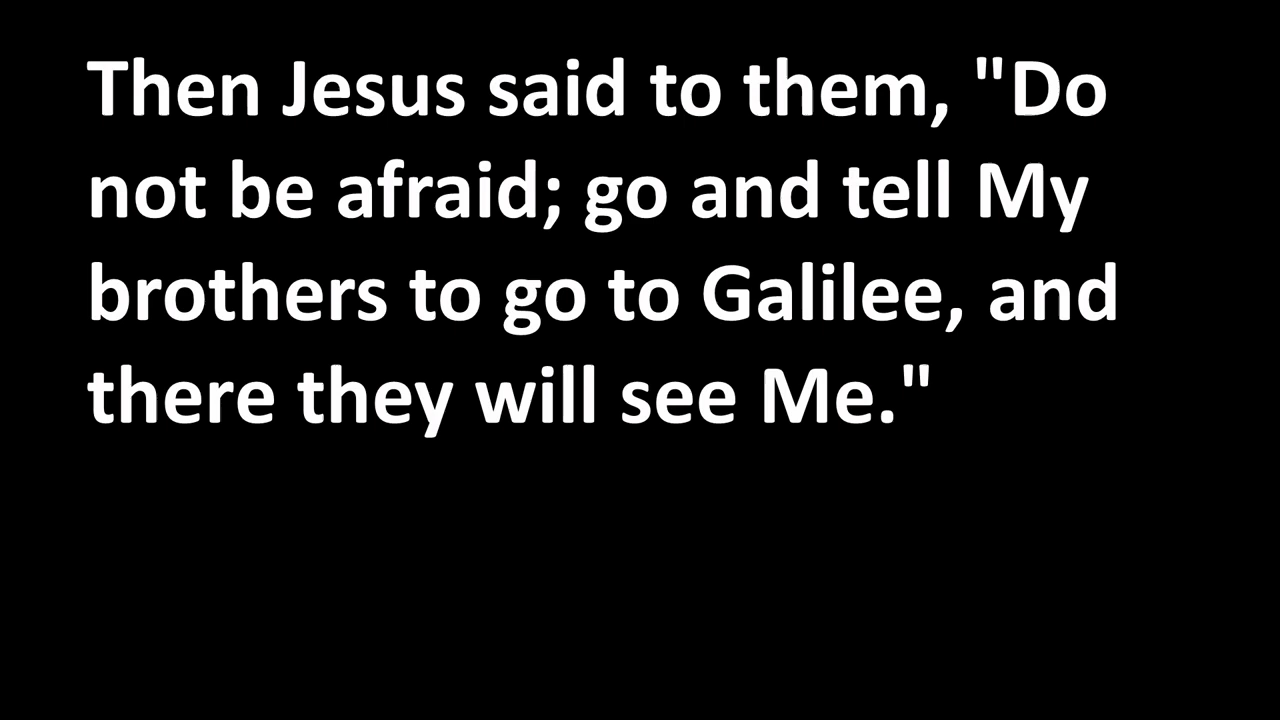 Then Jesus said to them, "Do
not be afraid; go and tell My
brothers to go to Galilee, and
there they will see Me."